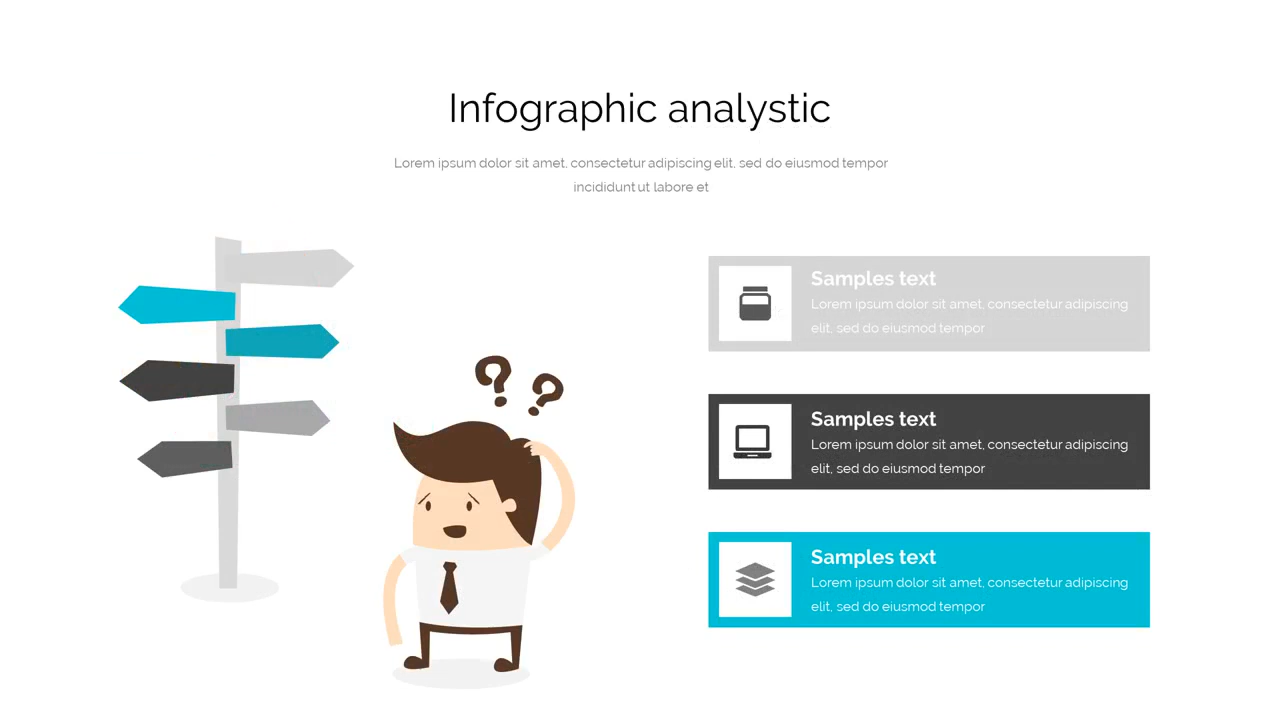 Infographic analystic
Lorem ipsum dolor sit amet, consectetur adipiscing elit, sed do eiusmod tempor
incididunt ut labore et
? ?
Samples text
Lorem ipsum dolor sit amet, consectetur adipiscing
elit, sed do eiusmod tempor
Samples text
Lorem ipsum dolor sit amet, consectetur adipiscing
elit, sed do eiusmod tempor
Samples text
Lorem ipsum dolor sit amet, consectetur adipiscing
elit, sed do eiusmod tempor